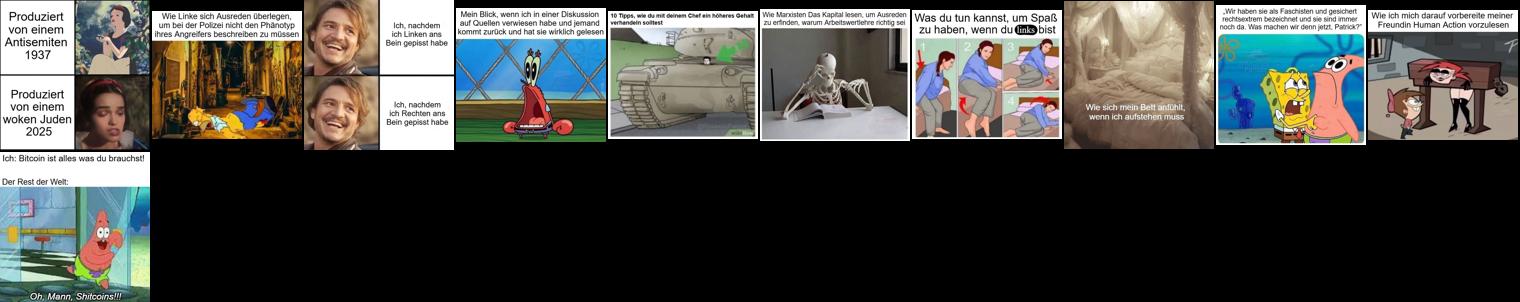 Produziert
von einem
Antisemiten
1937
Produziert
von einem
woken Juden
2025
Wie Linke sich Ausreden überlegen,
um bei der Polizei nicht den Phänotyp
ihres Angreifers beschreiben zu müssen
Ich, nachdem
ich Linken ans
Bein gepisst habe
Ich, nachdem
ich Rechten ans
Bein gepisst habe
Mein Blick, wenn ich in einer Diskussion
auf Quellen verwiesen habe und jemand
kommt zurück und hat sie wirklich gelesen
10 Tipps, wie du mit deinem Chef ein höheres Gehalt
verhandeln solltest
wikiHow
Wie Marxisten Das Kapital lesen, um Ausreden
zu erfinden, warum Arbeitswertlehre richtig sei
Was du tun kannst, um Spaß
zu haben, wenn du links bist
1
2
3
4
Wie sich mein Bett anfühlt,
wenn ich aufstehen muss
„Wir haben sie als Faschisten und gesichert
rechtsextrem bezeichnet und sie sind immer
noch da. Was machen wir denn jetzt, Patrick?"
Wie ich mich darauf vorbereite meiner
Freundin Human Action vorzulesen
Ich: Bitcoin ist alles was du brauchst!
Der Rest der Welt:
Oh, Mann, Shitcoins!!!